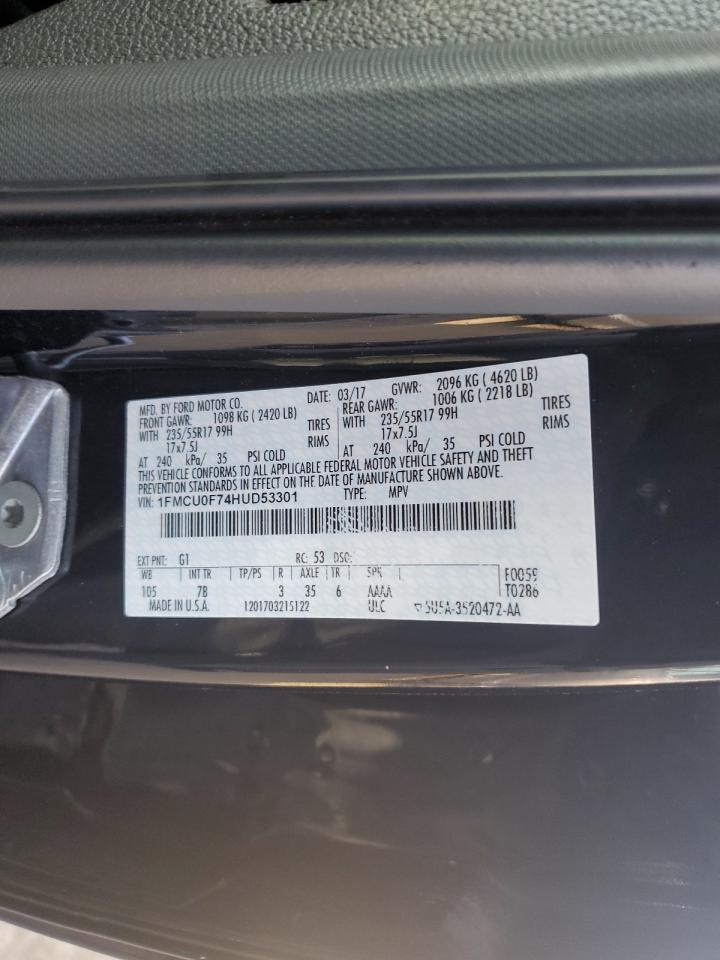 MFD. BY FORD MOTOR CO. DATE: 03/17 GVWR: 2096 KG ( 4620 LB)
FRONT GAWR: 1098 KG ( 2420 LB) REAR GAWR: 1006 KG ( 2218 LB)
WITH 235/55R17 99H TIRES WITH 235/55R17 99H TIRES
17x7.5J RIMS 17x7.5J RIMS
AT 240 kPa/ 35 PSI COLD AT 240 kPa/ 35 PSI COLD
THIS VEHICLE CONFORMS TO ALL APPLICABLE FEDERAL MOTOR VEHICLE SAFETY AND THEFT
PREVENTION STANDARDS IN EFFECT ON THE DATE OF MANUFACTURE SHOWN ABOVE.
VIN: 1FMCU0F74HUD53301 TYPE: MPV
EXT PNT: G1 RC: 53 DSO: F0059
WB INT TR TP/PS R AXLE TR SPR T0286
105 7B 3 35 6 AAAA
MADE IN U.S.A. 1201703215122 ULC 5U5A-3520472-AA